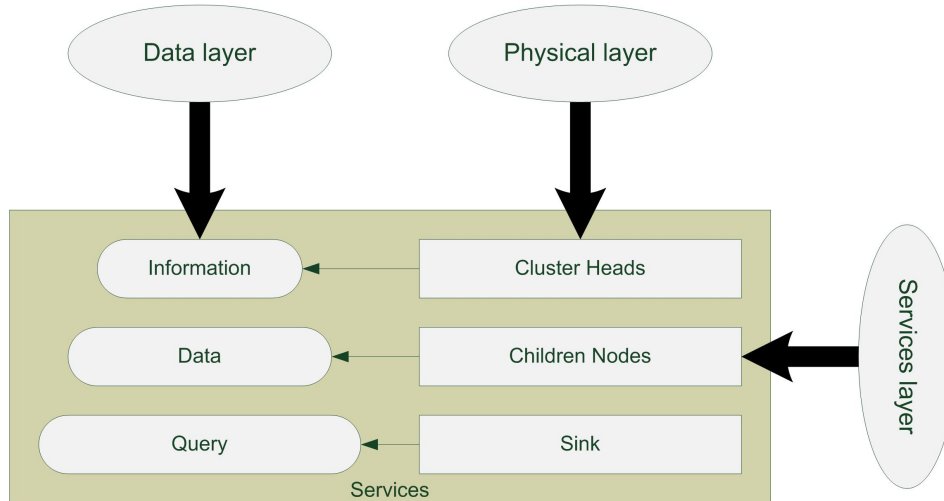 Data layer
Physical layer
Information
Cluster Heads
Data
Children Nodes
Query
Sink
Services
Services layer